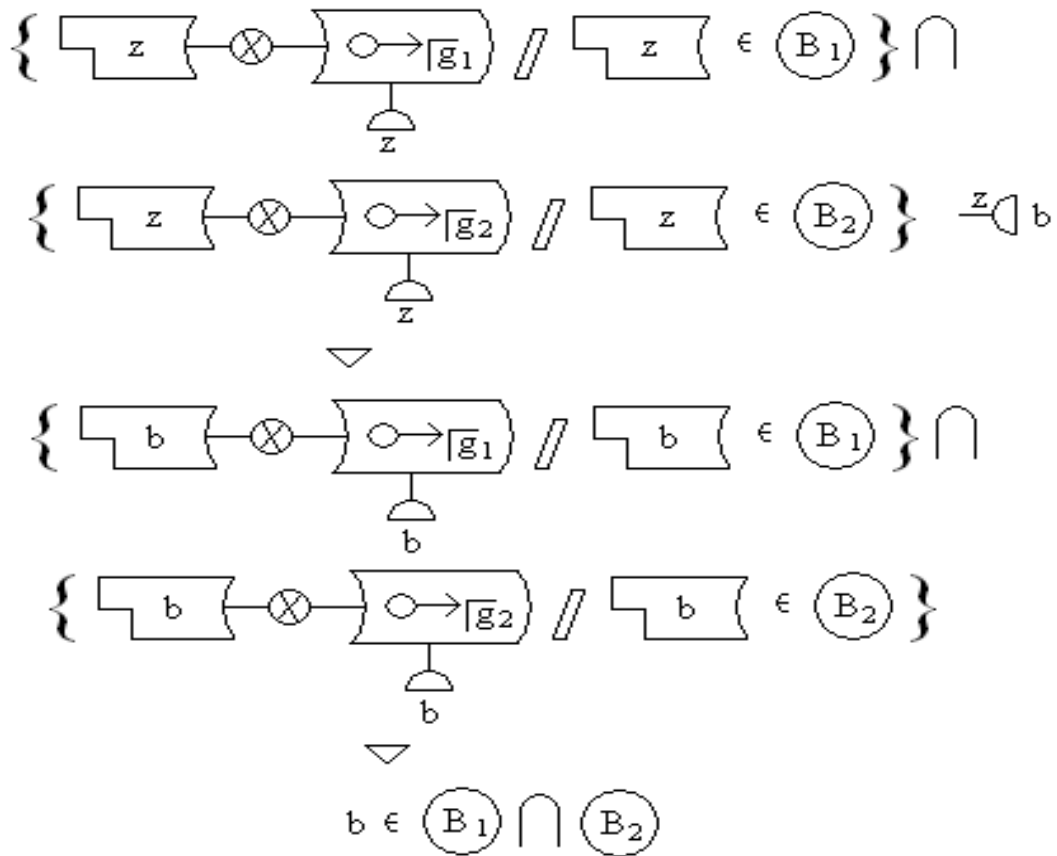 { z X g1 // z ∈ B1 } ∩
z
{ z X g2 // z ∈ B2 } z b
z
{ b X g1 // b ∈ B1 } ∩
b
{ b X g2 // b ∈ B2 }
b
b ∈ B1 ∩ B2